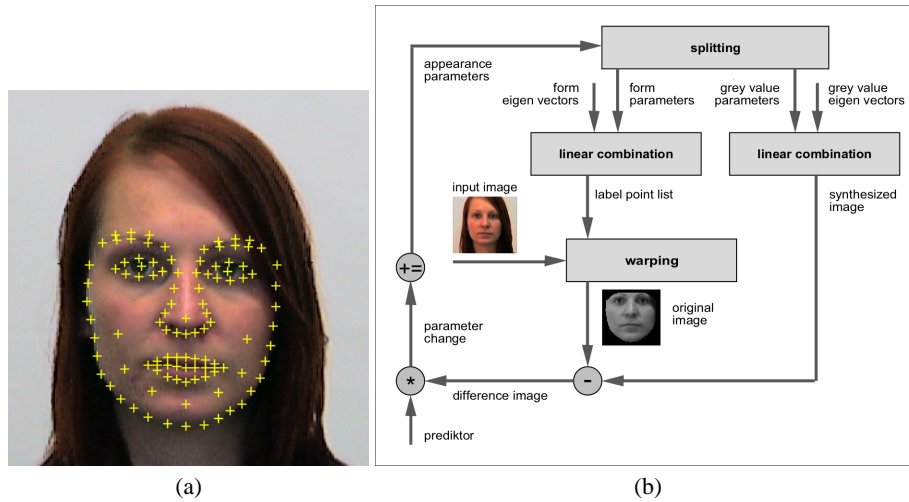 splitting
appearance
parameters
form
eigen vectors
form
parameters
grey value
parameters
grey value
eigen vectors
linear combination
linear combination
input image
label point list
synthesized
image
warping
+=
original
image
parameter
change
*
difference image
-
prediktor
(a)
(b)